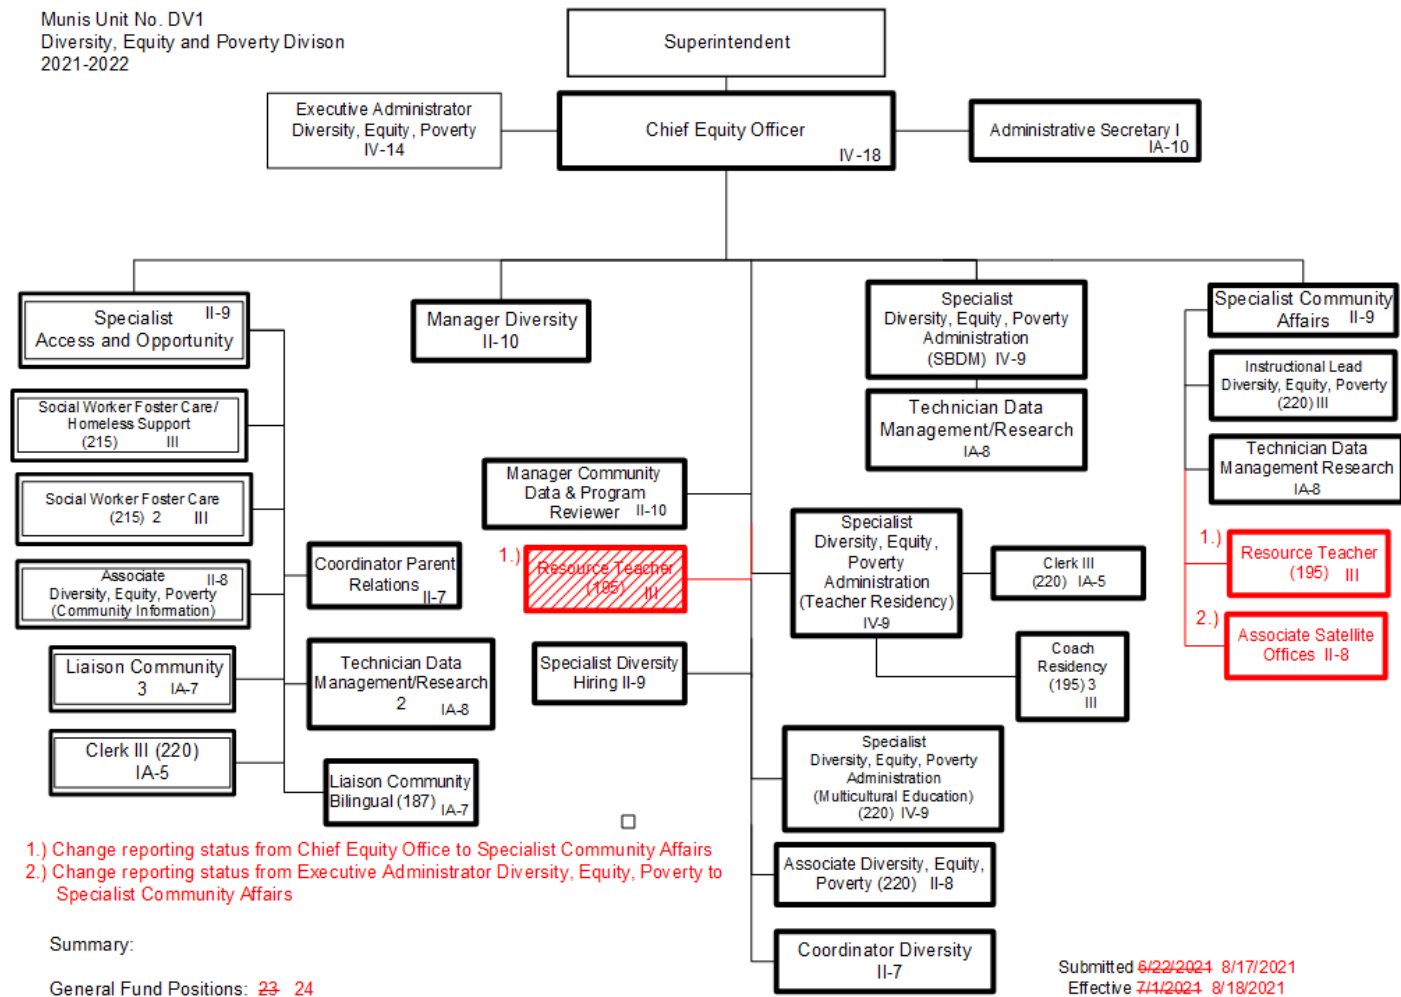 Munis Unit No. DV1
Diversity, Equity and Poverty Divison
2021-2022
Superintendent
Executive Administrator
Diversity, Equity, Poverty
IV-14
Chief Equity Officer
IV-18
Administrative Secretary I
IA-10
Specialist II-9
Access and Opportunity
Social Worker Foster Care/
Homeless Support
(215) III
Social Worker Foster Care
(215) 2 III
Associate II-8
Diversity, Equity, Poverty
(Community Information)
Liaison Community
3 IA-7
Clerk III (220)
IA-5
Coordinator Parent
Relations
II-7
Technician Data
Management/Research
2 IA-8
Liaison Community
Bilingual (187) IA-7
Manager Diversity
II-10
Manager Community
Data & Program
Reviewer II-10
1.) Resource Teacher
(195) III
Specialist Diversity
Hiring II-9
Specialist
Diversity, Equity, Poverty
Administration
(SBDM) IV-9
Technician Data
Management/Research
IA-8
Specialist
Diversity, Equity,
Poverty
Administration
(Teacher Residency)
IV-9
Clerk III
(220) IA-5
Coach
Residency
(195) 3
III
Specialist
Diversity, Equity, Poverty
Administration
(Multicultural Education)
(220) IV-9
Associate Diversity, Equity,
Poverty (220) II-8
Coordinator Diversity
II-7
Specialist Community
Affairs II-9
Instructional Lead
Diversity, Equity, Poverty
(220) III
Technician Data
Management Research
IA-8
1.) Resource Teacher
(195) III
2.) Associate Satellite
Offices II-8
1.) Change reporting status from Chief Equity Office to Specialist Community Affairs
2.) Change reporting status from Executive Administrator Diversity, Equity, Poverty to
Specialist Community Affairs
Summary:
General Fund Positions: 23 24
Submitted 6/22/2021 8/17/2021
Effective 7/1/2021 8/18/2021